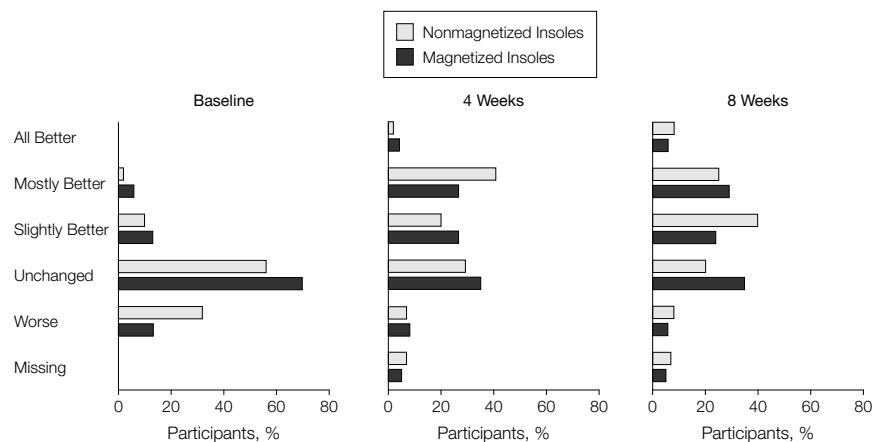 Nonmagnetized Insoles
Magnetized Insoles
Baseline
4 Weeks
8 Weeks
All Better
Mostly Better
Slightly Better
Unchanged
Worse
Missing
0 20 40 60 80
0 20 40 60 80
0 20 40 60 80
Participants, %
Participants, %
Participants, %